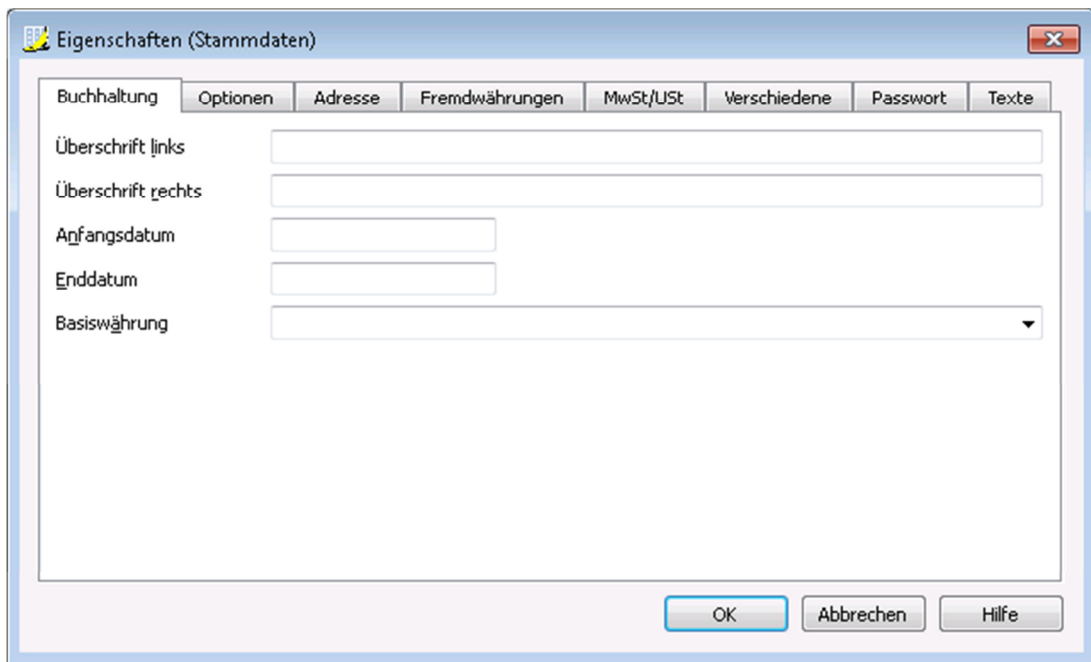 Eigenschaften (Stammdaten)
Buchhaltung Optionen Adresse Fremdwährungen MwSt/USt Verschiedene Passwort Texte
Überschrift links
Überschrift rechts
Anfangsdatum
Enddatum
Basiswährung
OK Abbrechen Hilfe